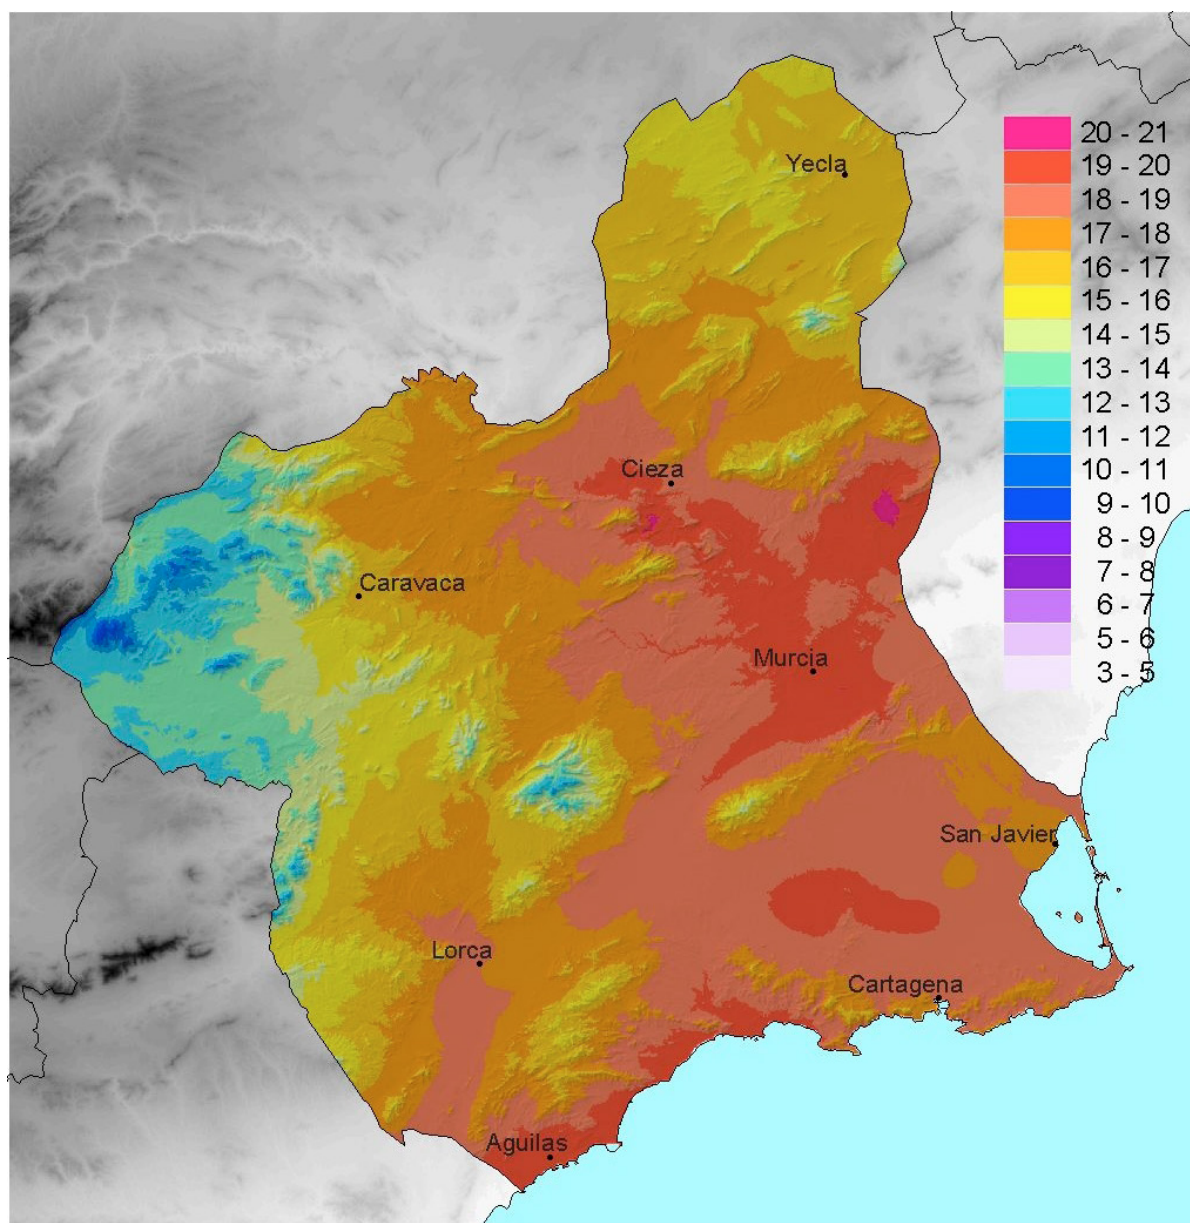 Yecla
20 - 21
19 - 20
18 - 19
17 - 18
16 - 17
15 - 16
14 - 15
13 - 14
12 - 13
11 - 12
10 - 11
9 - 10
8 - 9
7 - 8
6 - 7
5 - 6
3 - 5
Cieza
Caravaca
Murcia
San Javier
Lorca
Cartagena
Aguilas